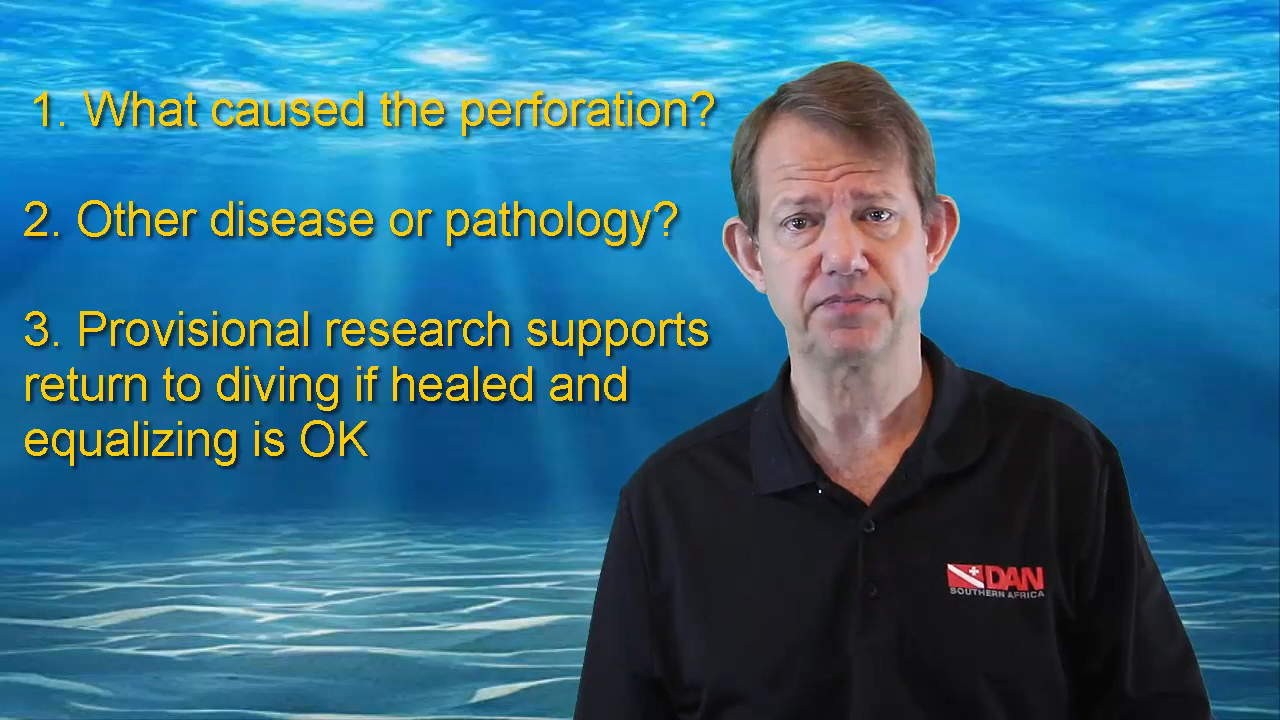 1. What caused the perforation?
2. Other disease or pathology?
3. Provisional research supports
return to diving if healed and
equalizing is OK
DAN
SOUTHERN AFRICA